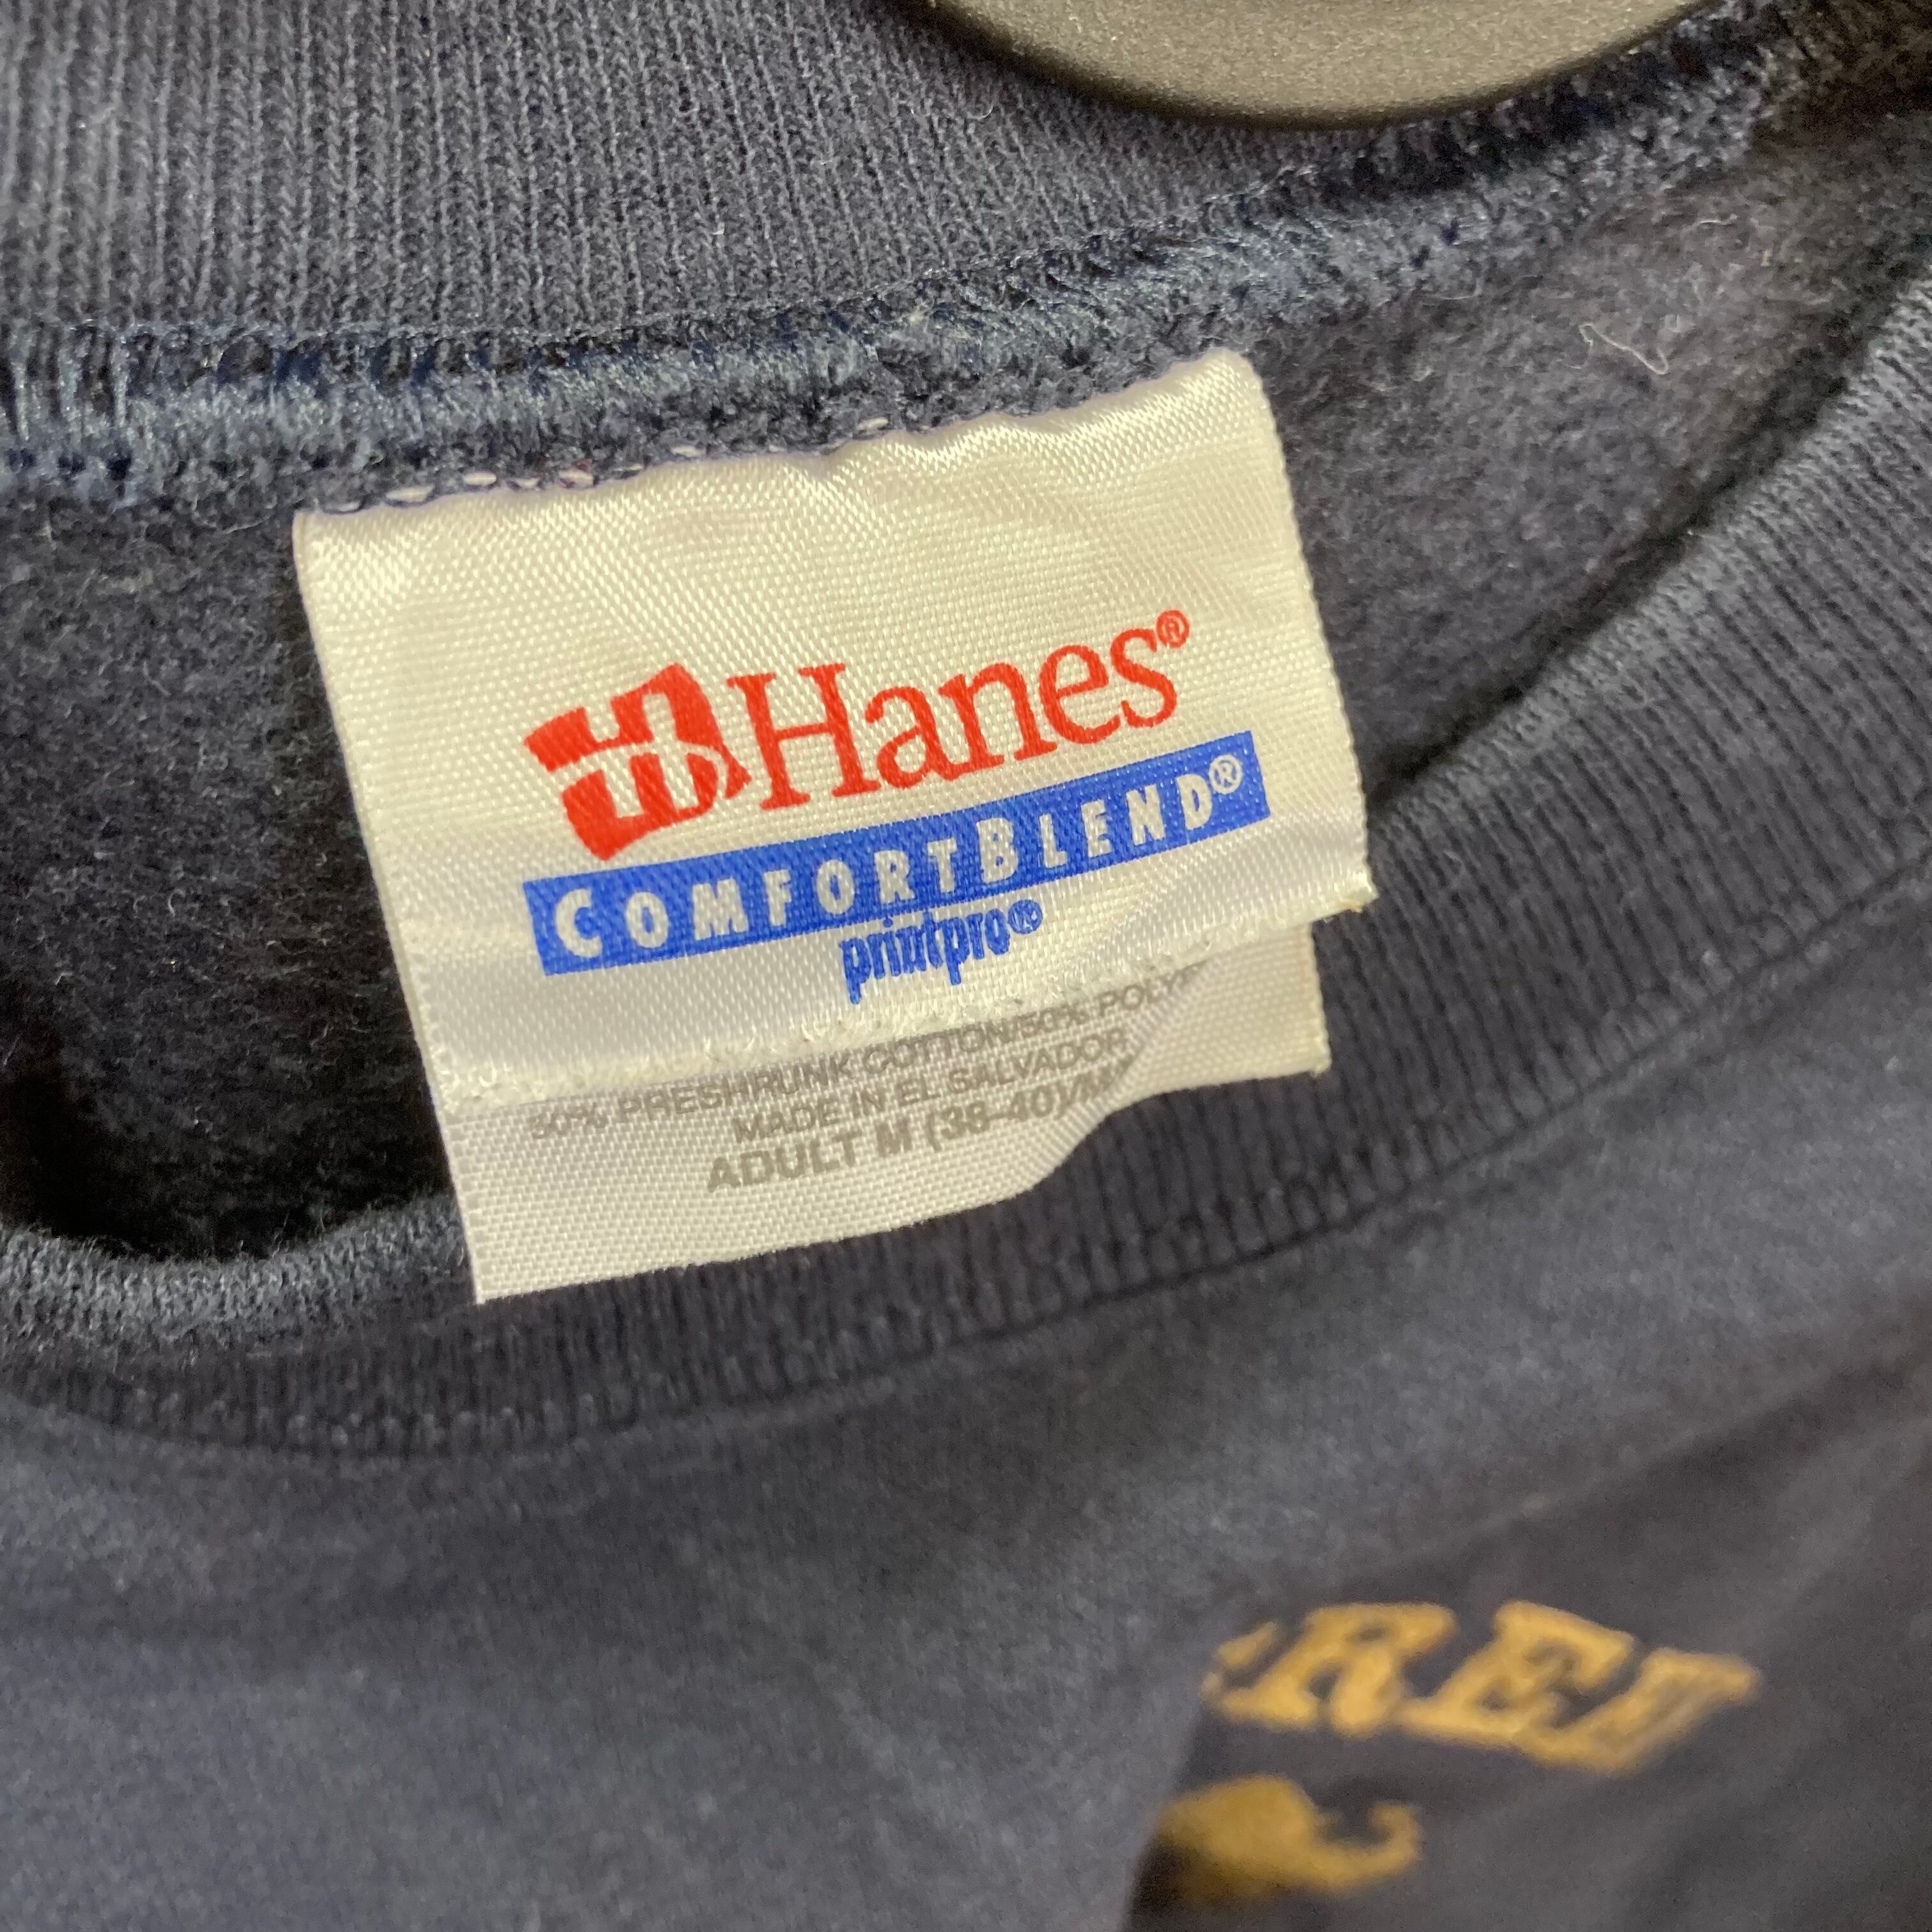 Hanes®
COMFORTBLEND®
printpro®
50% PRESHRUNK COTTON/50% POLY
MADE IN EL SALVADOR
ADULT M (38-40)/M